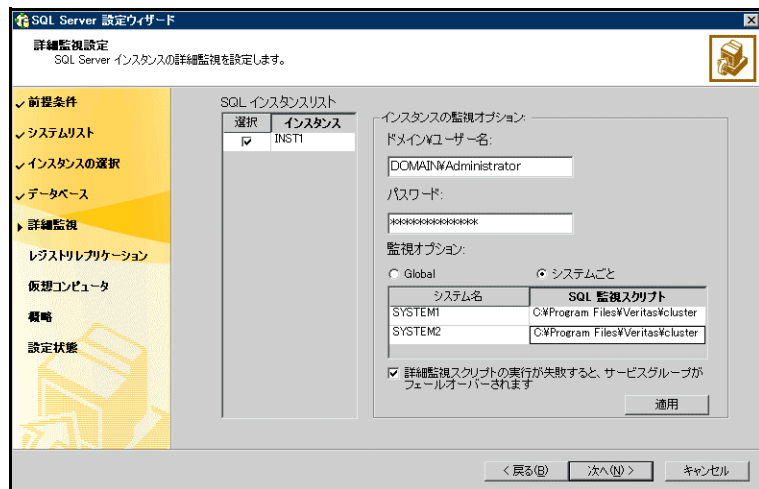 SQL Server 設定ウィザード
詳細監視設定
SQL Server インスタンスの詳細監視を設定します。
前提条件
システムリスト
インスタンスの選択
データベース
詳細監視
レジストリレプリケーション
仮想コンピュータ
概略
設定状態
SQL インスタンスリスト
選択 インスタンス
INST1
インスタンスの監視オプション:
ドメイン¥ユーザー名:
DOMAIN¥Administrator
パスワード:
**************
監視オプション:
Global システムごと
システム名 SQL 監視スクリプト
SYSTEM1 C:¥Program Files¥Veritas¥cluster
SYSTEM2 C:¥Program Files¥Veritas¥cluster
詳細監視スクリプトの実行が失敗すると、サービスグループが
フェールオーバーされます
適用
< 戻る(B) 次へ(N) > キャンセル